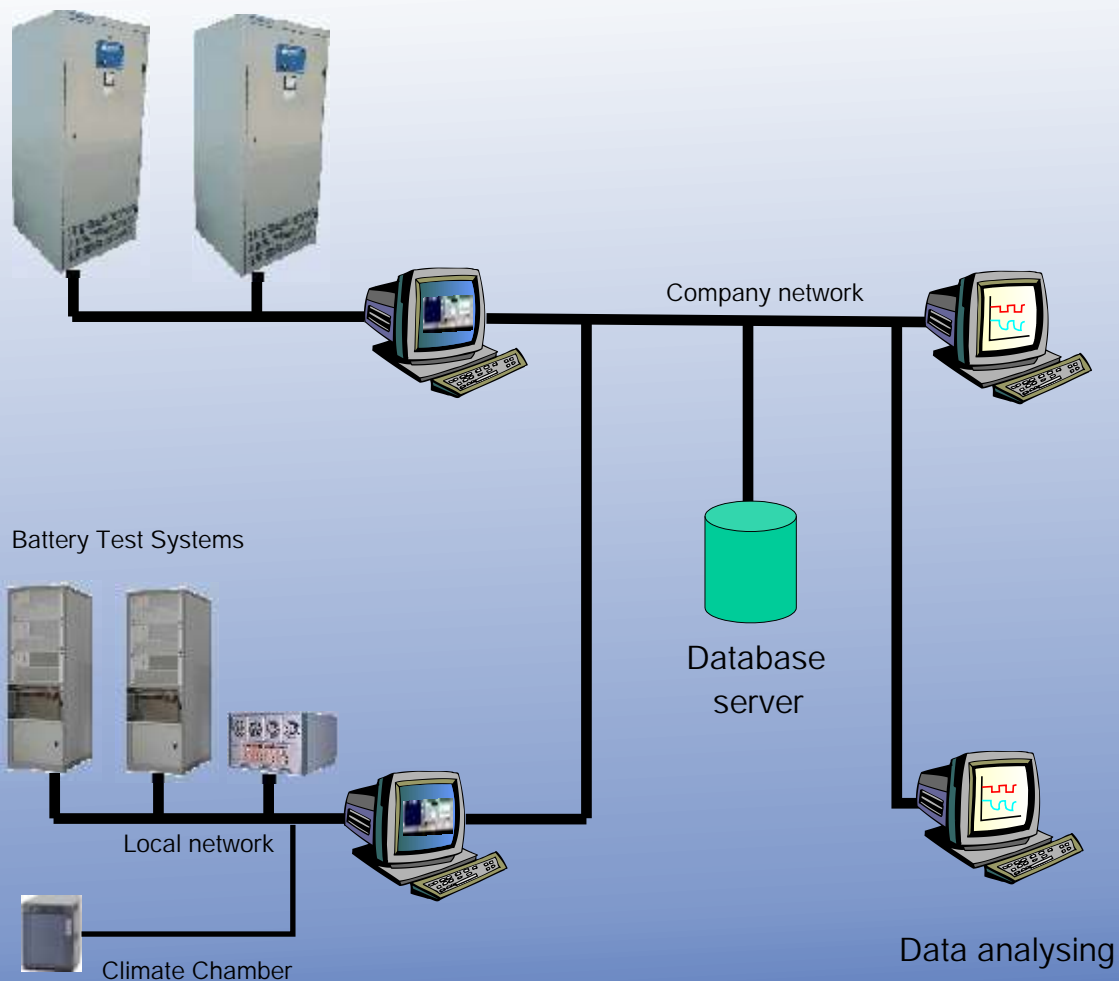 Company network
Battery Test Systems
Database
server
Local network
Climate Chamber
Data analysing